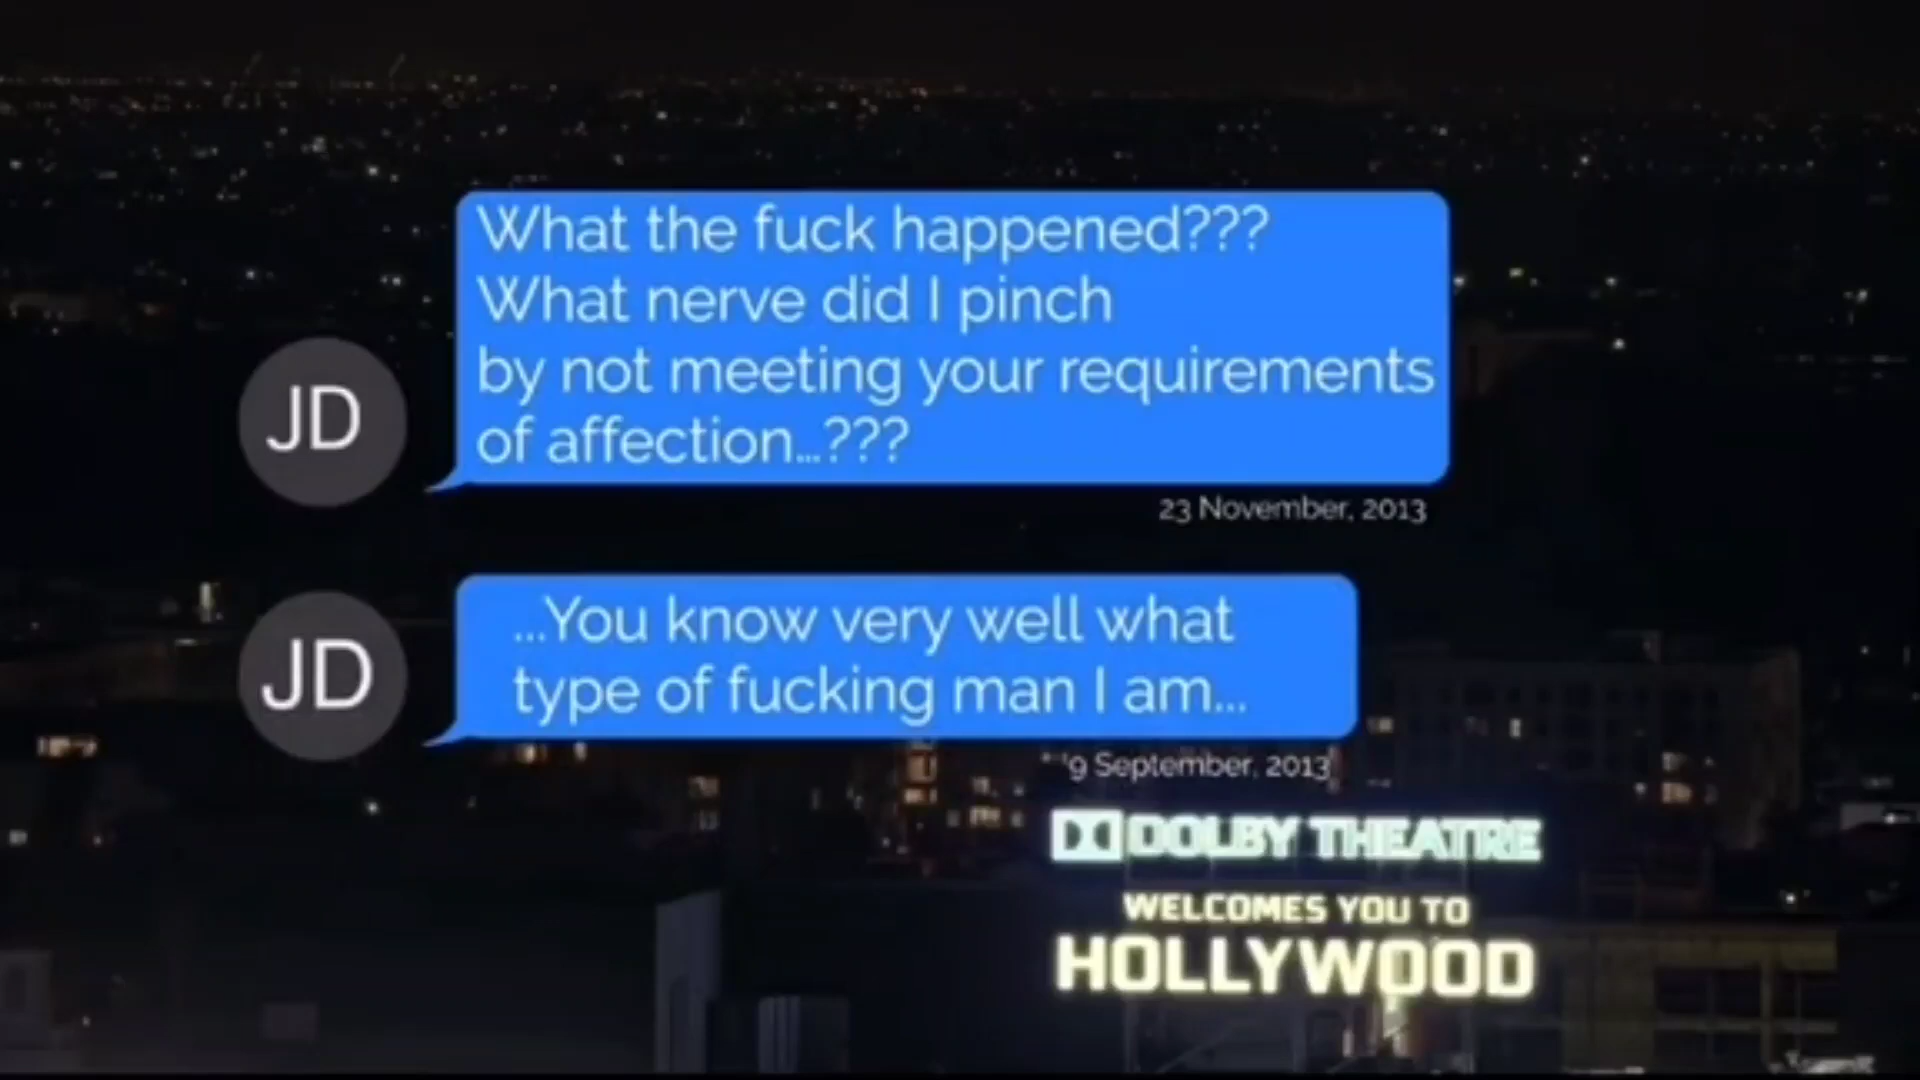 What the fuck happened???
What nerve did I pinch
by not meeting your requirements
of affection...???
JD
23 November, 2013
...You know very well what
type of fucking man I am...
JD
9 September, 2013
DOLBY THEATRE
WELCOMES YOU TO
HOLLYWOOD